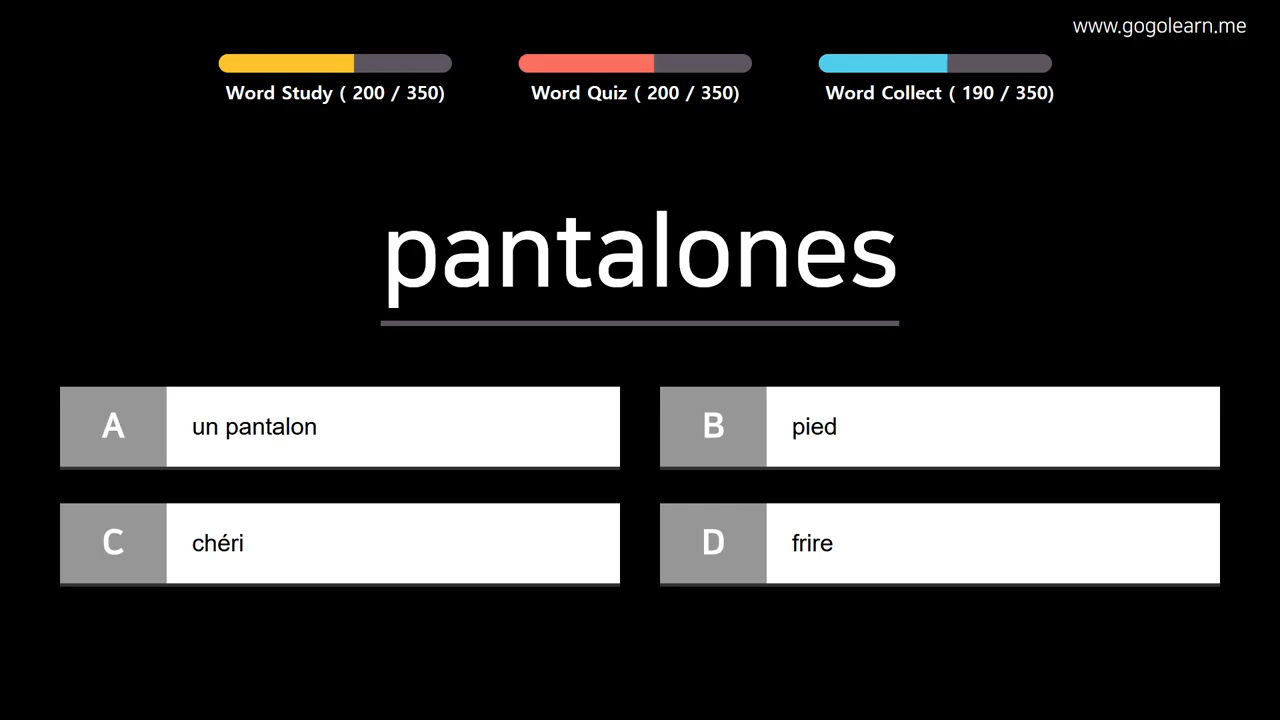 www.gogolearn.me
Word Study ( 200 / 350)
Word Quiz ( 200 / 350)
Word Collect ( 190 / 350)
pantalones
A un pantalon
B pied
C chéri
D frire